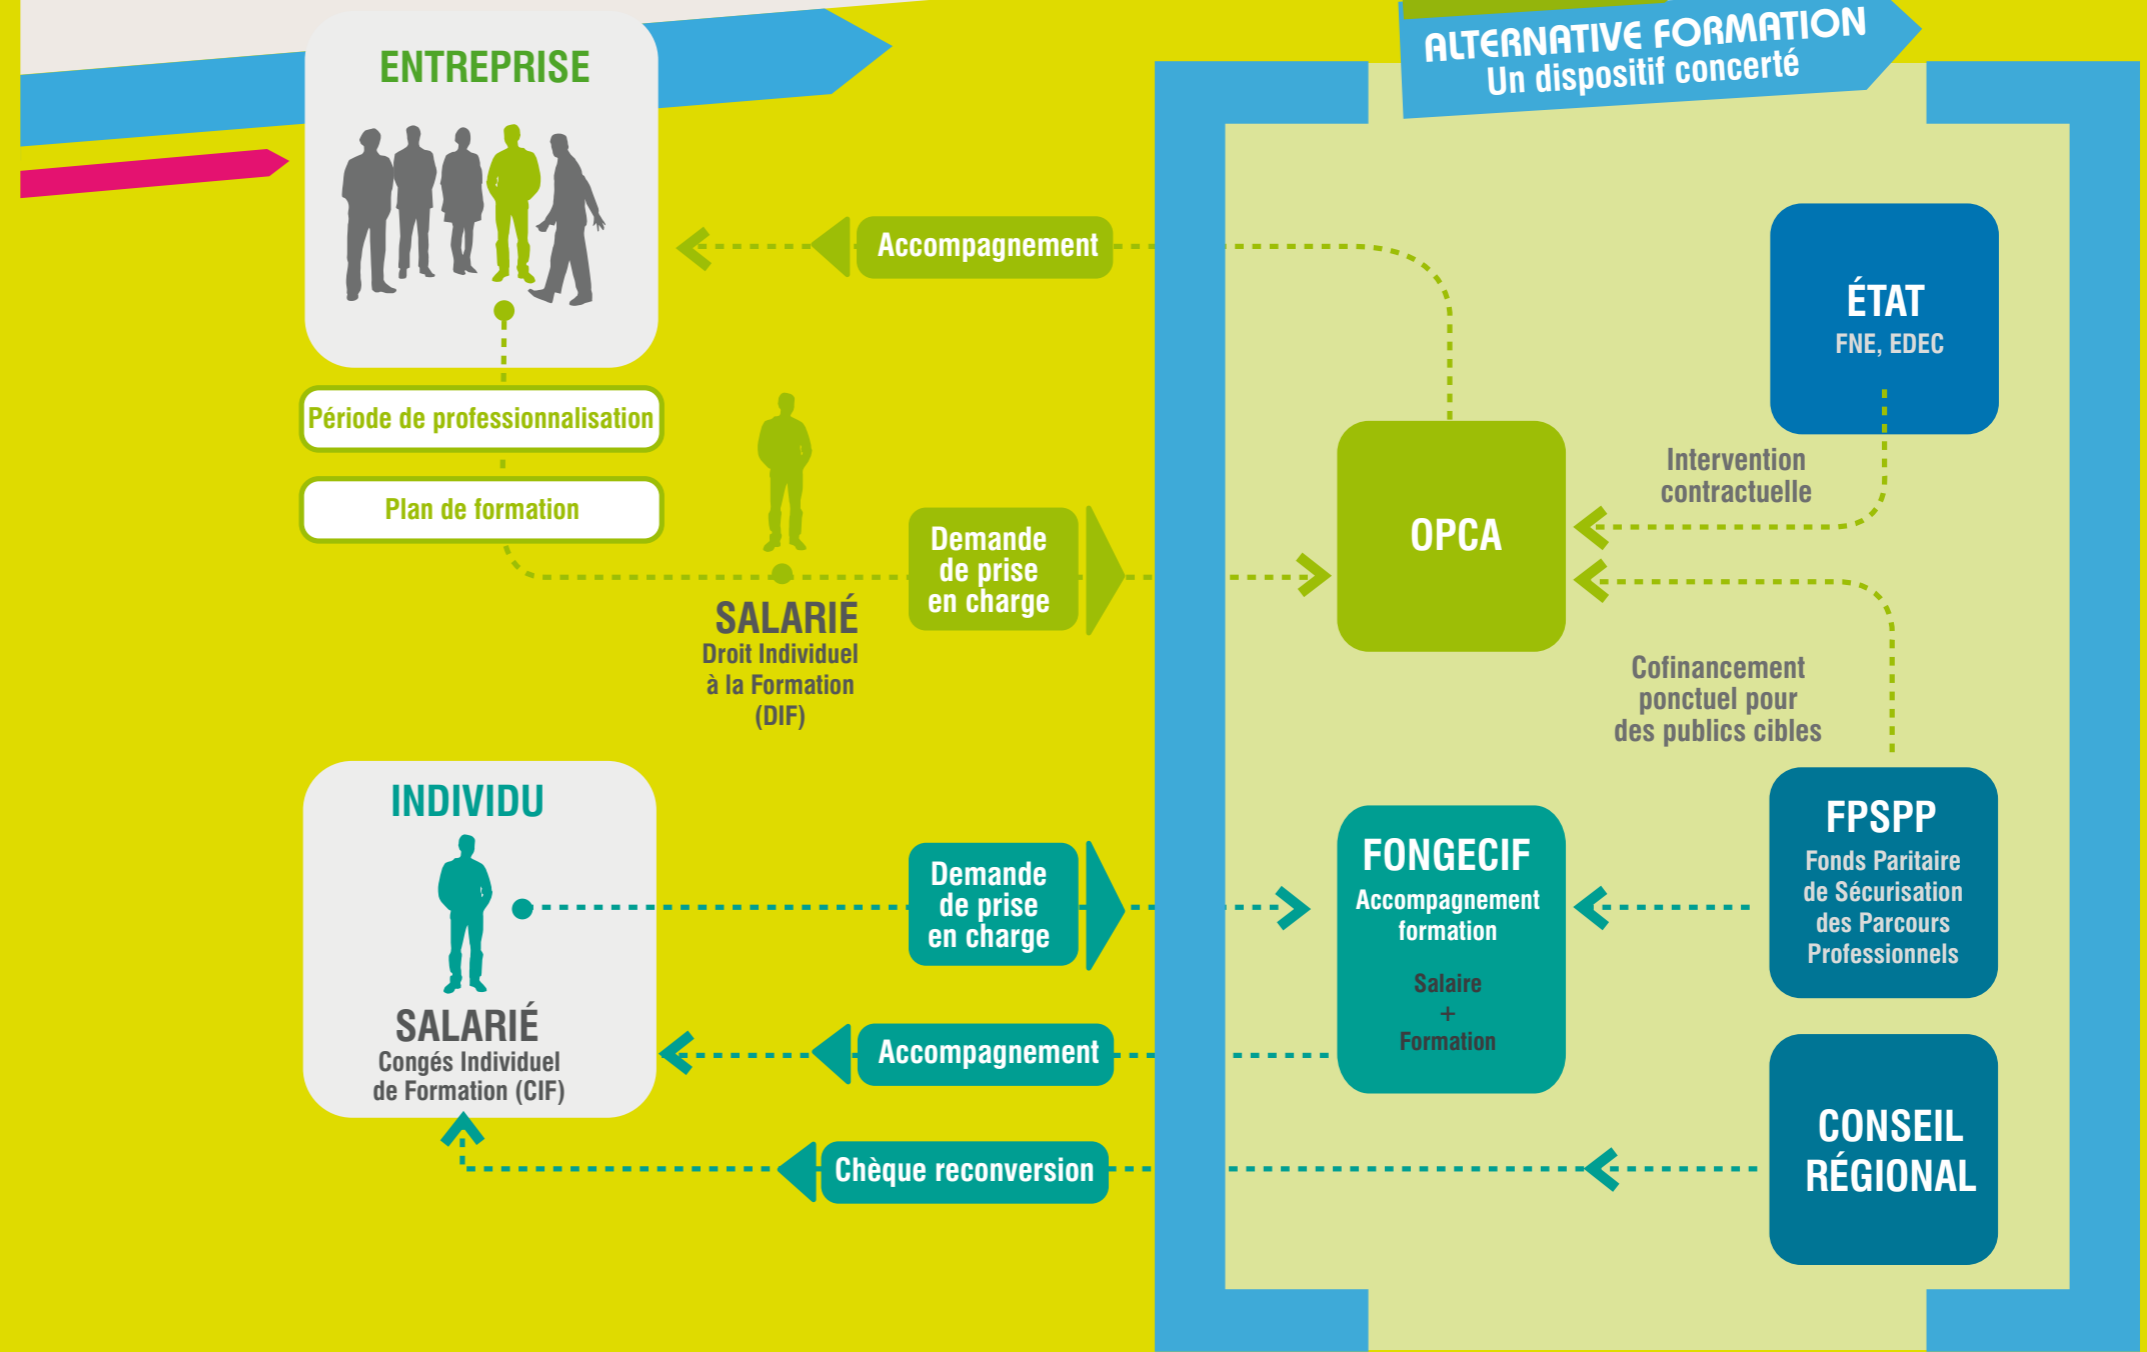 ALTERNATIVE FORMATION
Un dispositif concerté
ENTREPRISE
Accompagnement
ÉTAT
FNE, EDEC
Période de professionnalisation
Plan de formation
Intervention
contractuelle
OPCA
Demande
de prise
en charge
SALARIÉ
Droit Individuel
à la Formation
(DIF)
Cofinancement
ponctuel pour
des publics cibles
INDIVIDU
SALARIÉ
Congés Individuel
de Formation (CIF)
Demande
de prise
en charge
FONGECIF
Accompagnement
formation
Salaire
+
Formation
FPSPP
Fonds Paritaire
de Sécurisation
des Parcours
Professionnels
Accompagnement
Chèque reconversion
CONSEIL
RÉGIONAL